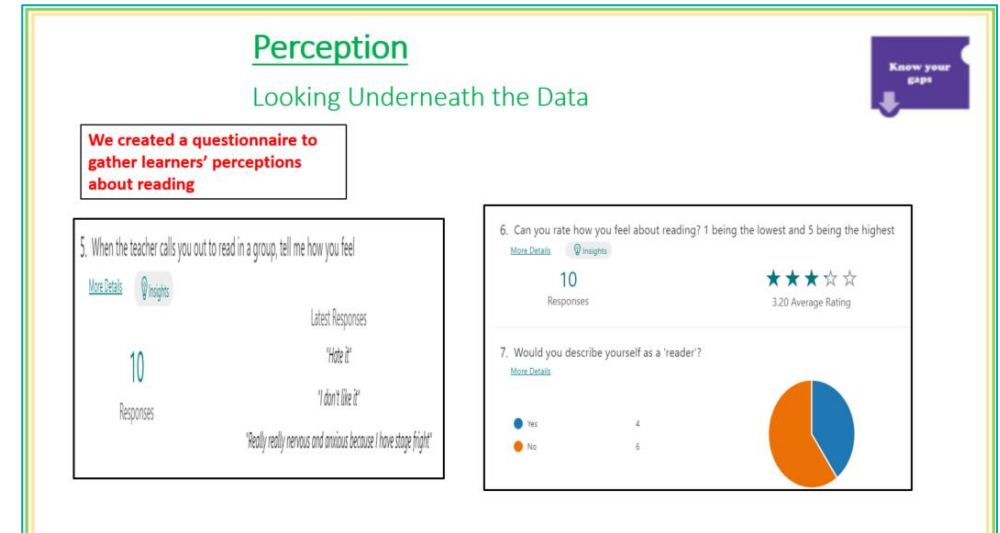 Perception
Looking Underneath the Data
Know your
gaps
We created a questionnaire to
gather learners' perceptions
about reading
5. When the teacher calls you out to read in a group, tell me how you feel
More Details
Insights
Latest Responses
10
Responses
"Hate it"
"I don't like it"
"Really really nervous and anxious because I have stage fright"
6. Can you rate how you feel about reading? 1 being the lowest and 5 being the highest
More Details
Insights
10
Responses
3.20 Average Rating
7. Would you describe yourself as a 'reader'?
More Details
Yes 4
No 6